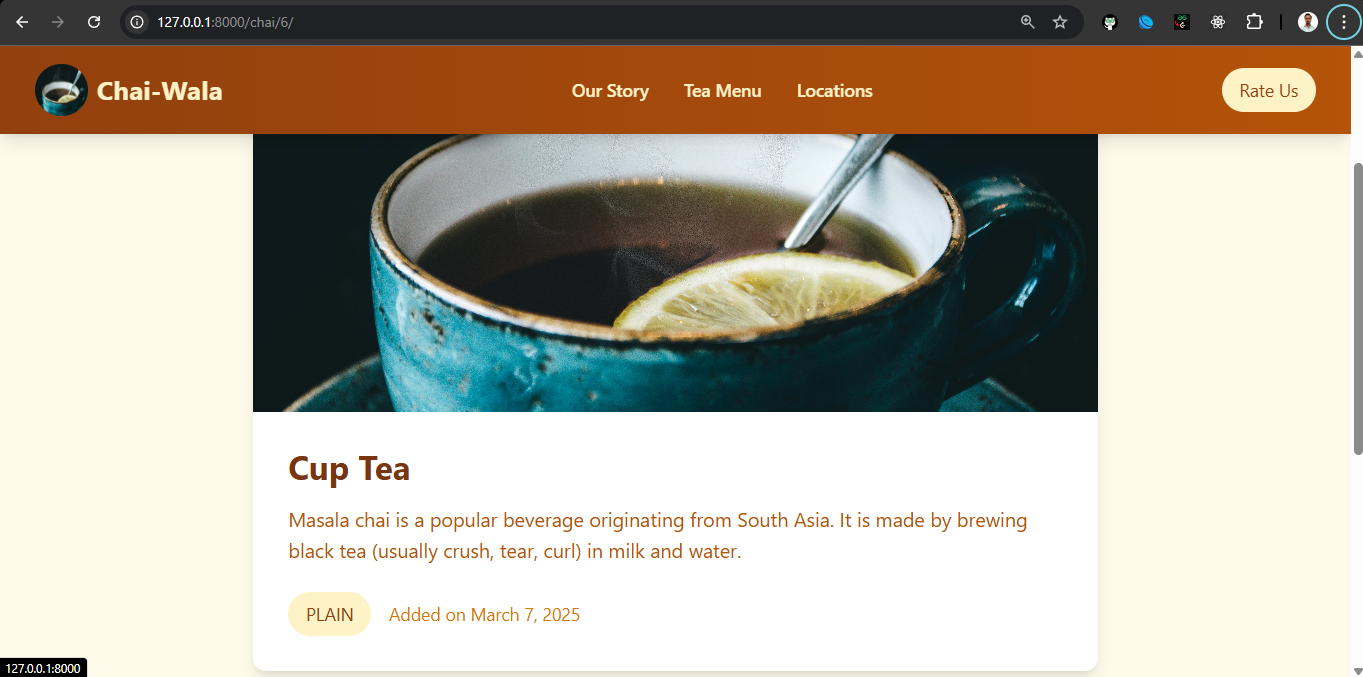 127.0.0.1:8000/chai/6/
Chai-Wala
Our Story
Tea Menu
Locations
Rate Us
Cup Tea
Masala chai is a popular beverage originating from South Asia. It is made by brewing
black tea (usually crush, tear, curl) in milk and water.
PLAIN
Added on March 7, 2025
127.0.0.1:8000